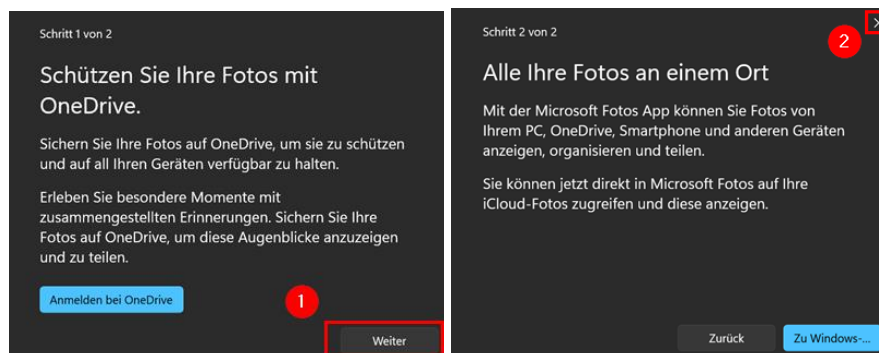 Schritt 1 von 2
Schützen Sie Ihre Fotos mit
OneDrive.
Sichern Sie Ihre Fotos auf OneDrive, um sie zu schützen
und auf all Ihren Geräten verfügbar zu halten.
Erleben Sie besondere Momente mit
zusammengestellten Erinnerungen. Sichern Sie Ihre
Fotos auf OneDrive, um diese Augenblicke anzuzeigen
und zu teilen.
Anmelden bei OneDrive
1
Weiter
Schritt 2 von 2
2
Alle Ihre Fotos an einem Ort
Mit der Microsoft Fotos App können Sie Fotos von
Ihrem PC, OneDrive, Smartphone und anderen Geräten
anzeigen, organisieren und teilen.
Sie können jetzt direkt in Microsoft Fotos auf Ihre
iCloud-Fotos zugreifen und diese anzeigen.
Zurück
Zu Windows-...